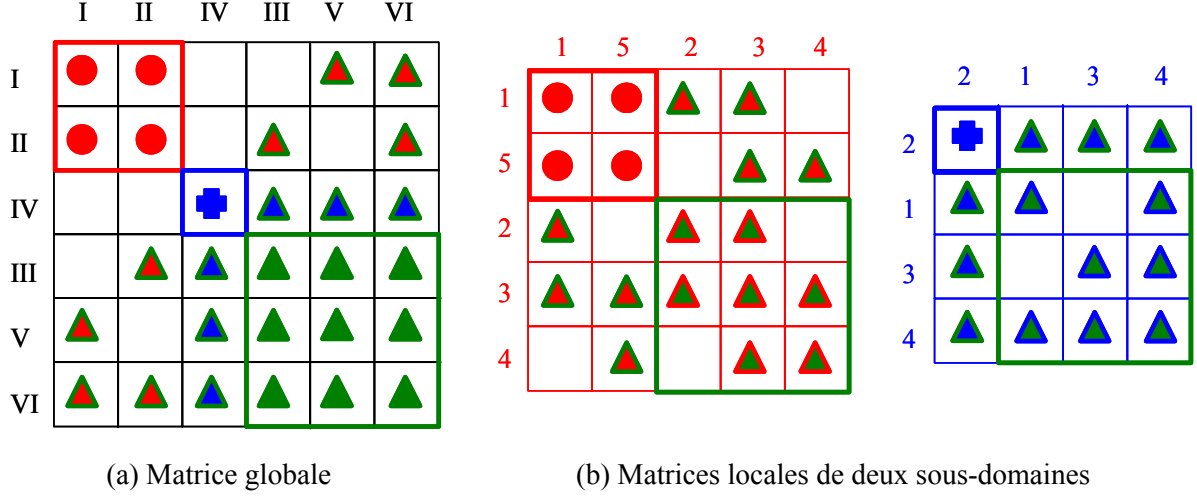 I II IV III V VI
I
II
IV
III
V
VI
1 5 2 3 4
1
5
2
3
4
2 1 3 4
2
1
3
4
(a) Matrice globale
(b) Matrices locales de deux sous-domaines